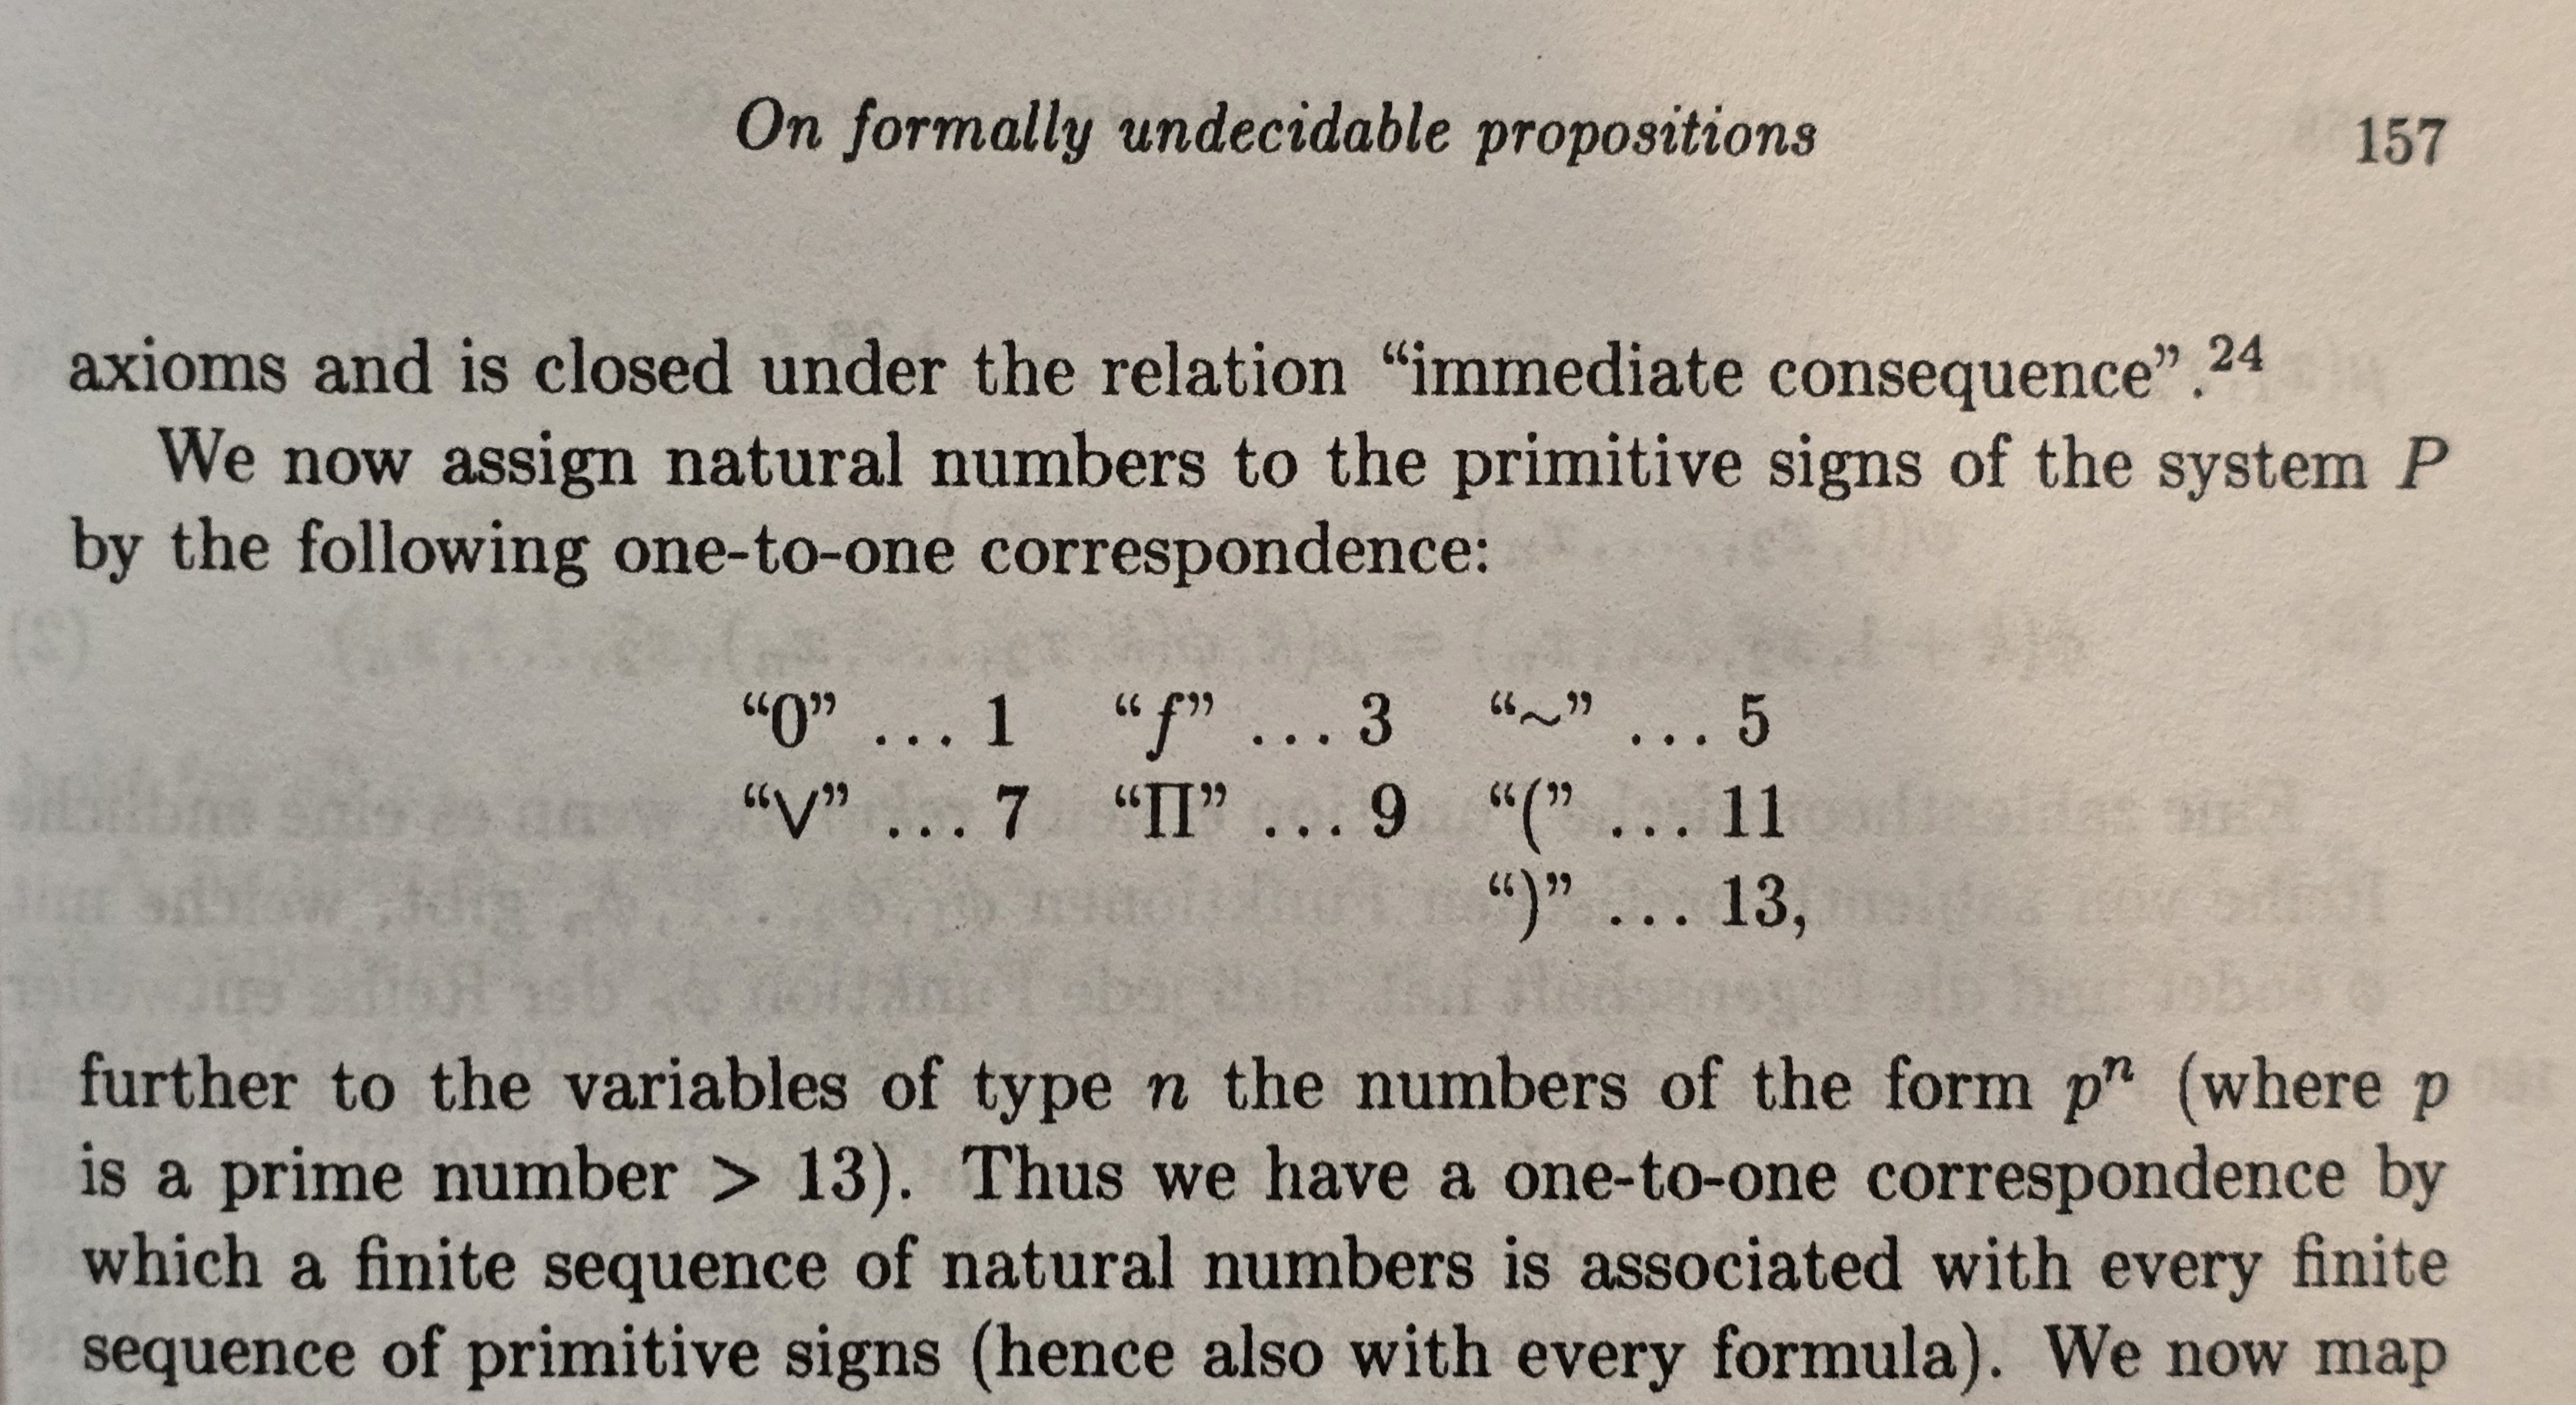 On formally undecidable propositions 157
axioms and is closed under the relation “immediate consequence”.²⁴
We now assign natural numbers to the primitive signs of the system P
by the following one-to-one correspondence:
“0” ... 1 “f” ... 3 “~” ... 5
“∨” ... 7 “Π” ... 9 “(” ... 11
“)” ... 13,
further to the variables of type n the numbers of the form pⁿ (where p
is a prime number > 13). Thus we have a one-to-one correspondence by
which a finite sequence of natural numbers is associated with every finite
sequence of primitive signs (hence also with every formula). We now map